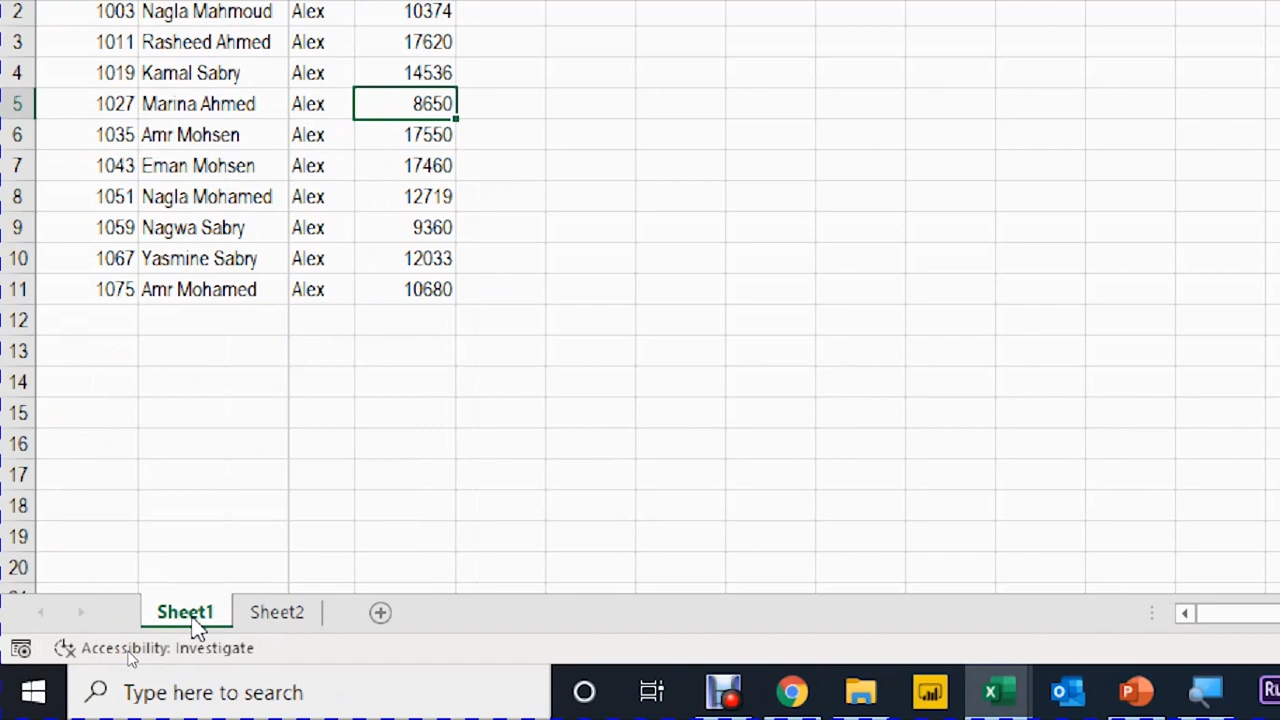 2 1003 Nagla Mahmoud Alex 10374
3 1011 Rasheed Ahmed Alex 17620
4 1019 Kamal Sabry Alex 14536
5 1027 Marina Ahmed Alex 8650
6 1035 Amr Mohsen Alex 17550
7 1043 Eman Mohsen Alex 17460
8 1051 Nagla Mohamed Alex 12719
9 1059 Nagwa Sabry Alex 9360
10 1067 Yasmine Sabry Alex 12033
11 1075 Amr Mohamed Alex 10680
12
13
14
15
16
17
18
19
20
Sheet1 Sheet2
Accessibility: Investigate
Type here to search
X P Ru